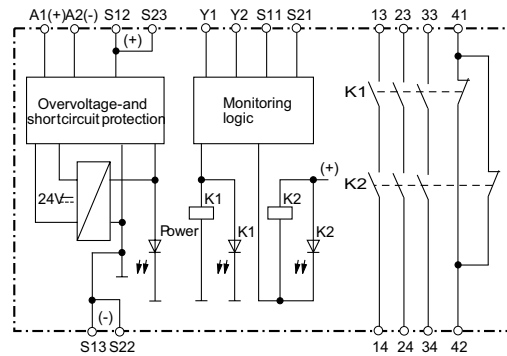 A1(+) A2(-) S12 S23 Y1 Y2 S11 S21 13 23 33 41
(+)
Overvoltage-and
shortcircuit protection
Monitoring
logic
K1
24V
K1
K2
(+)
K2
Power
K1
K2
(-)
S13 S22 14 24 34 42